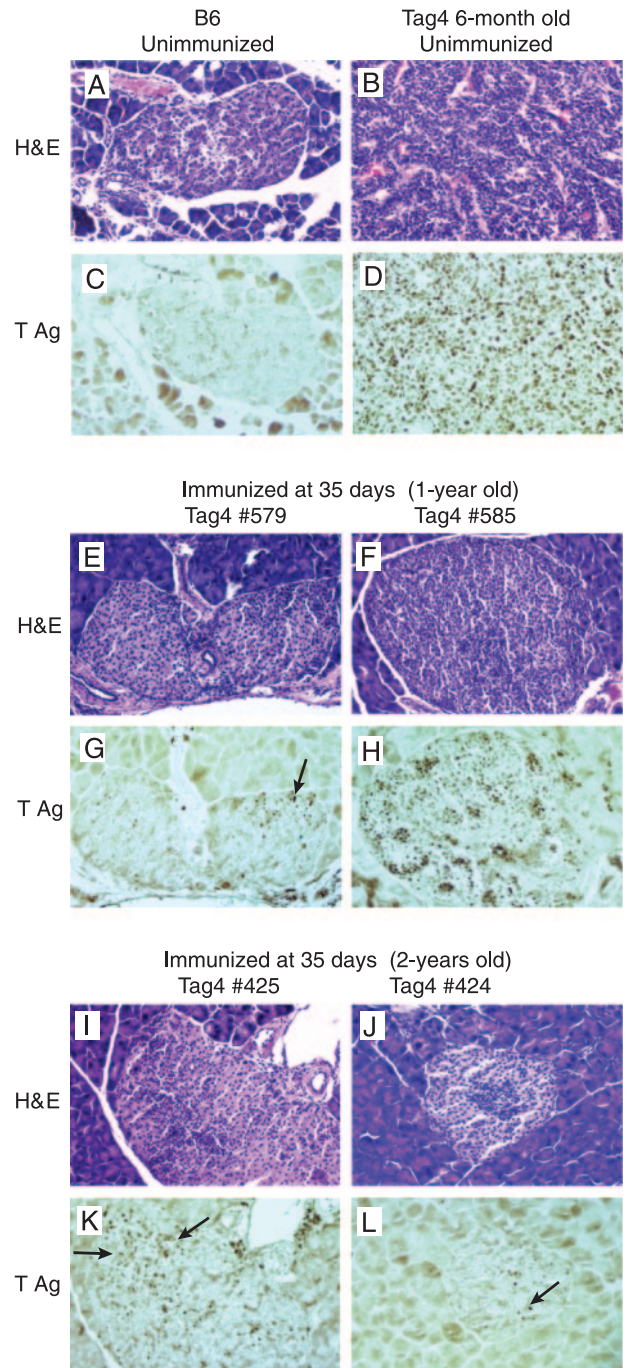 B6
Unimmunized
Tag4 6-month old
Unimmunized
H&E
A
B
T Ag
C
D
Immunized at 35 days (1-year old)
Tag4 #579
Tag4 #585
H&E
E
F
T Ag
G
H
Immunized at 35 days (2-years old)
Tag4 #425
Tag4 #424
H&E
I
J
T Ag
K
L